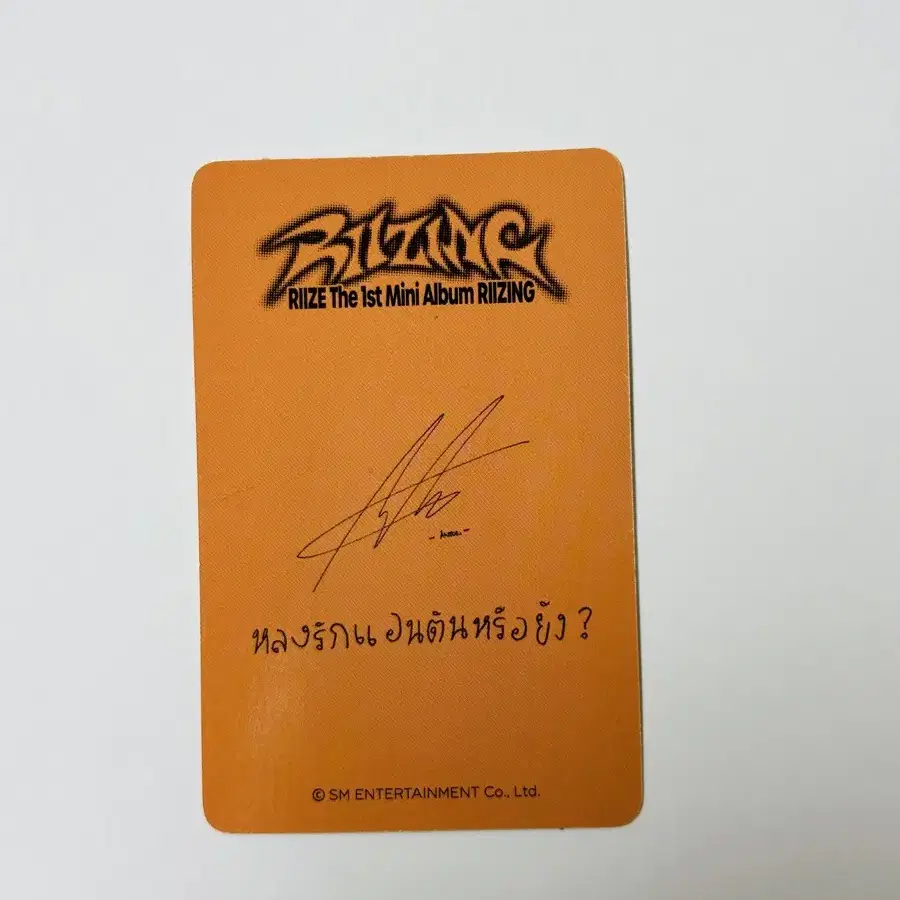 RIIZING
RIIZE The 1st Mini Album RIIZING
หลงรักแอนตันหรือยัง?
© SM ENTERTAINMENT Co., Ltd.